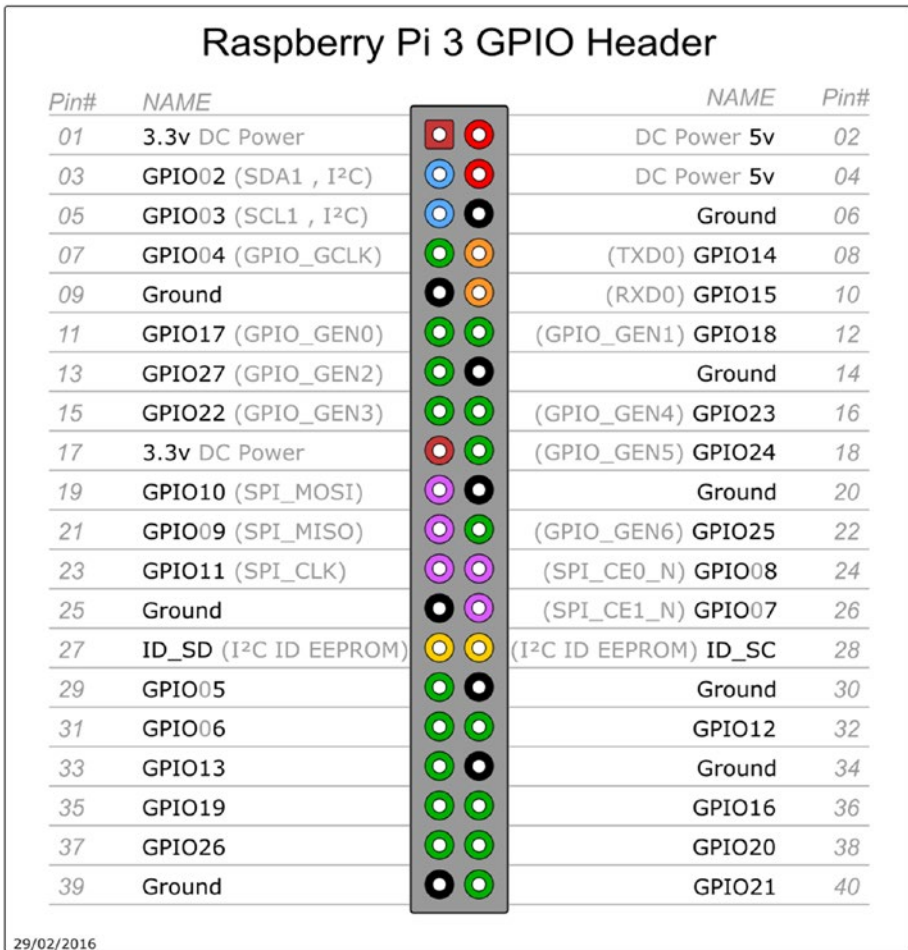 Raspberry Pi 3 GPIO Header
Pin# NAME NAME Pin#
01 3.3v DC Power DC Power 5v 02
03 GPIO02 (SDA1 , I²C) DC Power 5v 04
05 GPIO03 (SCL1 , I²C) Ground 06
07 GPIO04 (GPIO_GCLK) (TXD0) GPIO14 08
09 Ground (RXD0) GPIO15 10
11 GPIO17 (GPIO_GEN0) (GPIO_GEN1) GPIO18 12
13 GPIO27 (GPIO_GEN2) Ground 14
15 GPIO22 (GPIO_GEN3) (GPIO_GEN4) GPIO23 16
17 3.3v DC Power (GPIO_GEN5) GPIO24 18
19 GPIO10 (SPI_MOSI) Ground 20
21 GPIO09 (SPI_MISO) (GPIO_GEN6) GPIO25 22
23 GPIO11 (SPI_CLK) (SPI_CE0_N) GPIO08 24
25 Ground (SPI_CE1_N) GPIO07 26
27 ID_SD (I²C ID EEPROM) (I²C ID EEPROM) ID_SC 28
29 GPIO05 Ground 30
31 GPIO06 GPIO12 32
33 GPIO13 Ground 34
35 GPIO19 GPIO16 36
37 GPIO26 GPIO20 38
39 Ground GPIO21 40
29/02/2016